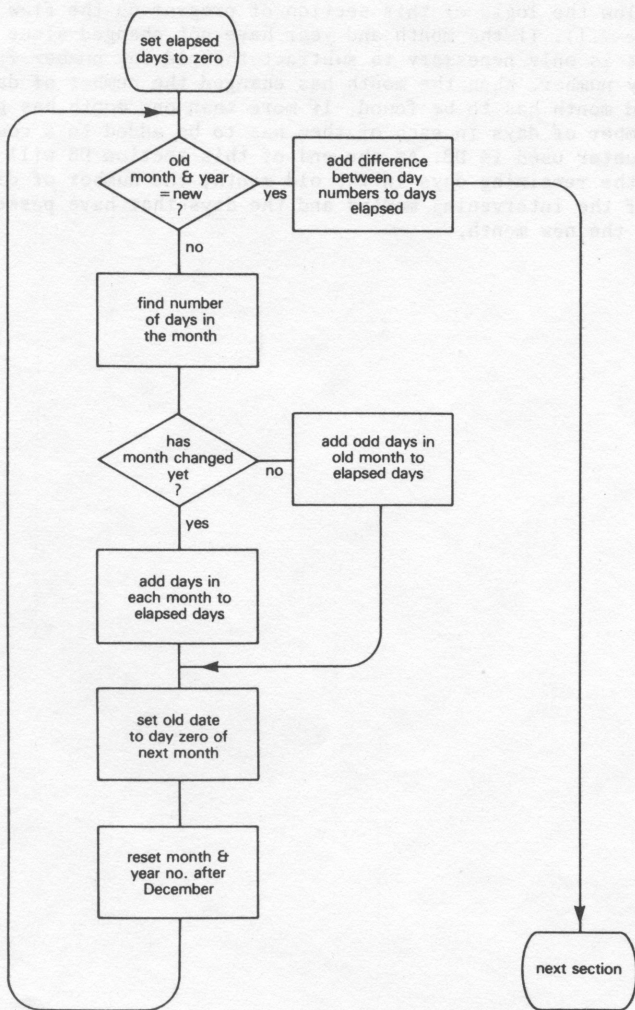 set elapsed
days to zero
old
month & year
=new
?
yes
add difference
between day
numbers to days
elapsed
no
find number
of days in
the month
has
month changed
yet
?
no
add odd days in
old month to
elapsed days
yes
add days in
each month to
elapsed days
set old date
to day zero of
next month
reset month &
year no. after
December
next section